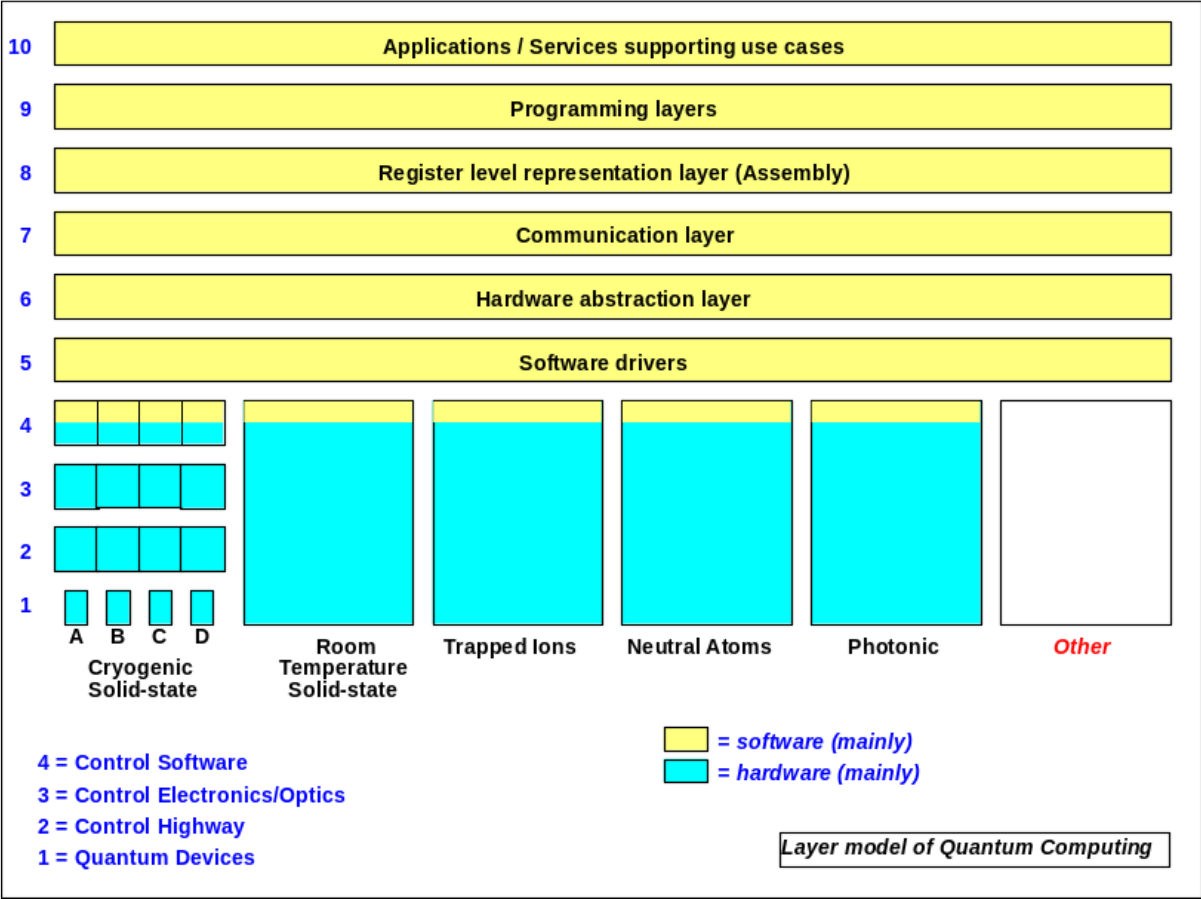 10 Applications / Services supporting use cases
9 Programming layers
8 Register level representation layer (Assembly)
7 Communication layer
6 Hardware abstraction layer
5 Software drivers
4
3
2
1
A B C D
Cryogenic
Solid-state
Room
Temperature
Solid-state
Trapped Ions
Neutral Atoms
Photonic
Other
= software (mainly)
= hardware (mainly)
4 = Control Software
3 = Control Electronics/Optics
2 = Control Highway
1 = Quantum Devices
Layer model of Quantum Computing